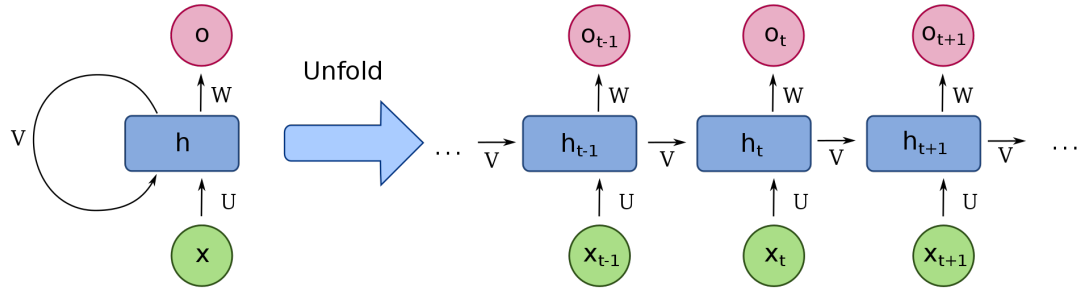 o o_{t-1} o_t o_{t+1}
Unfold
W W W W
V h ... V h_{t-1} V h_t V h_{t+1} V ...
U U U U
x x_{t-1} x_t x_{t+1}